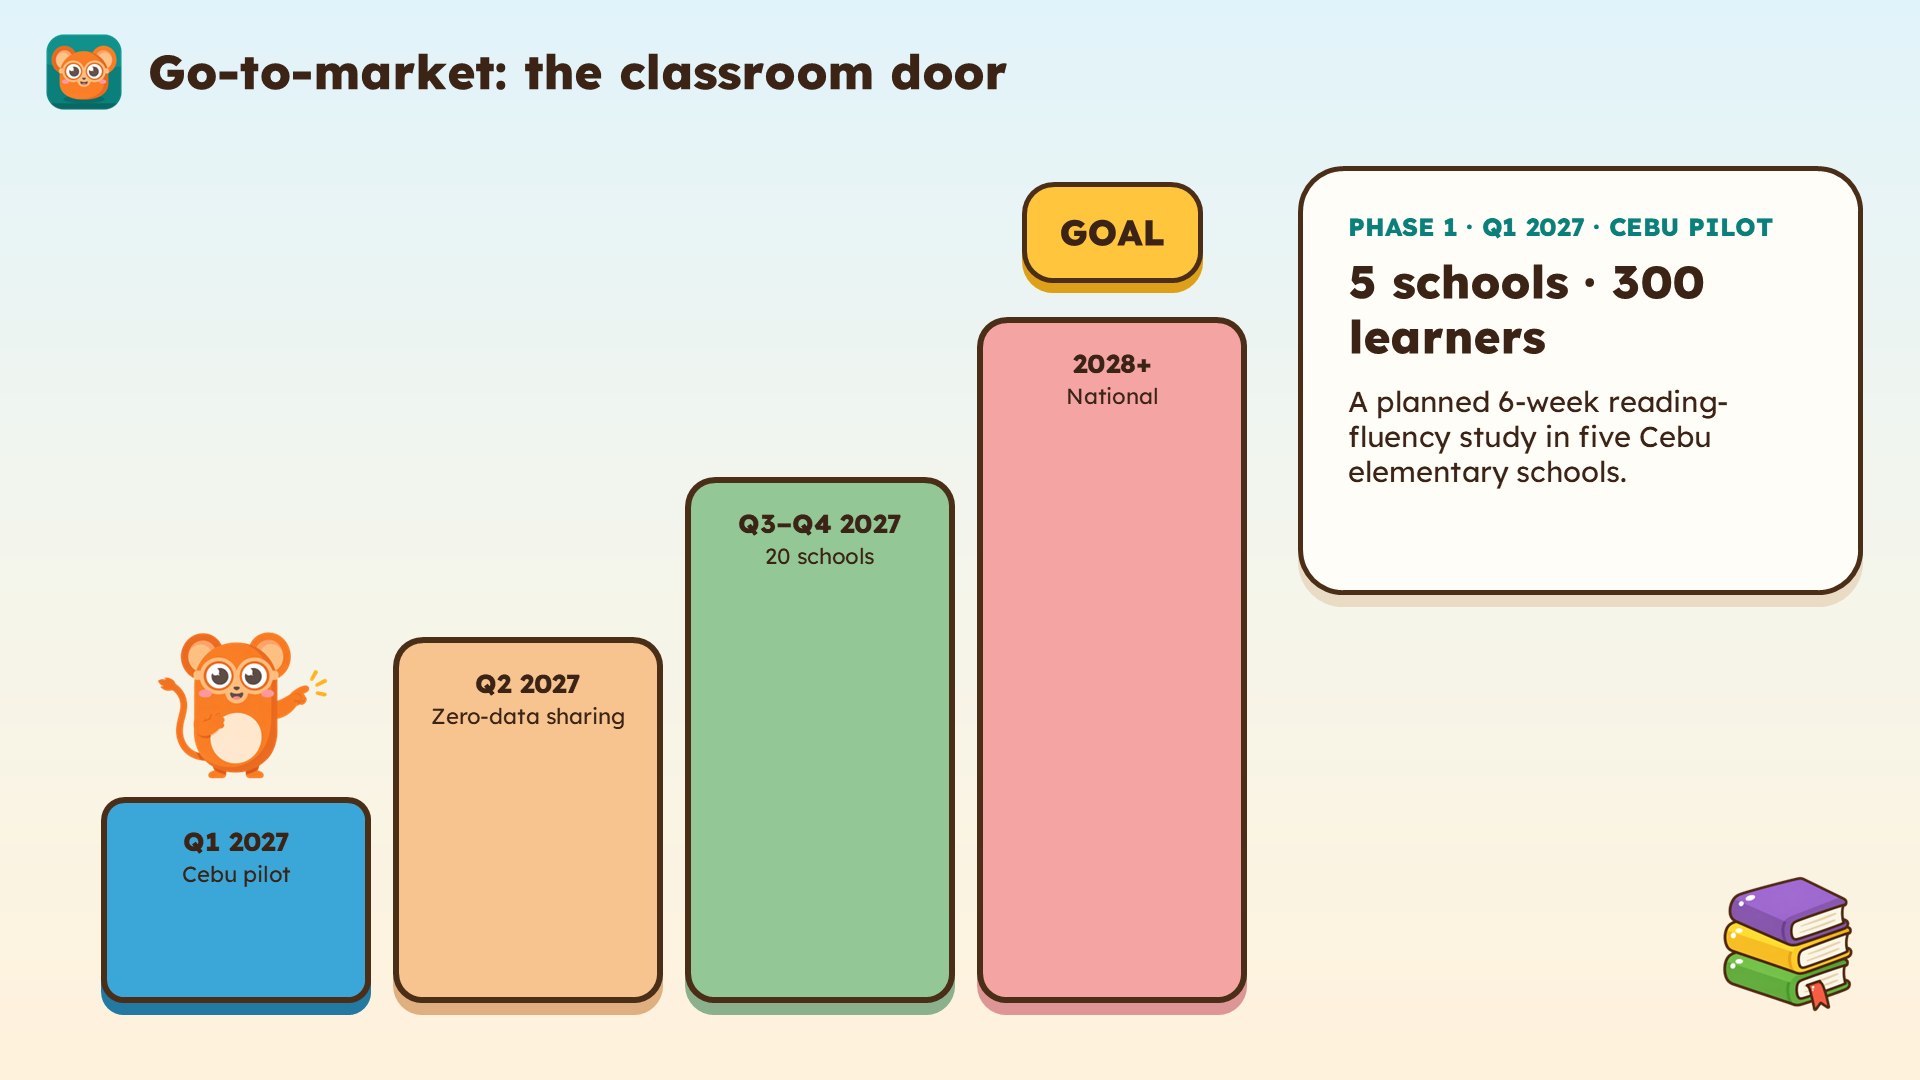 Go-to-market: the classroom door
GOAL
2028+
National
Q3–Q4 2027
20 schools
Q2 2027
Zero-data sharing
Q1 2027
Cebu pilot
PHASE 1 · Q1 2027 · CEBU PILOT
5 schools · 300
learners
A planned 6-week reading-
fluency study in five Cebu
elementary schools.